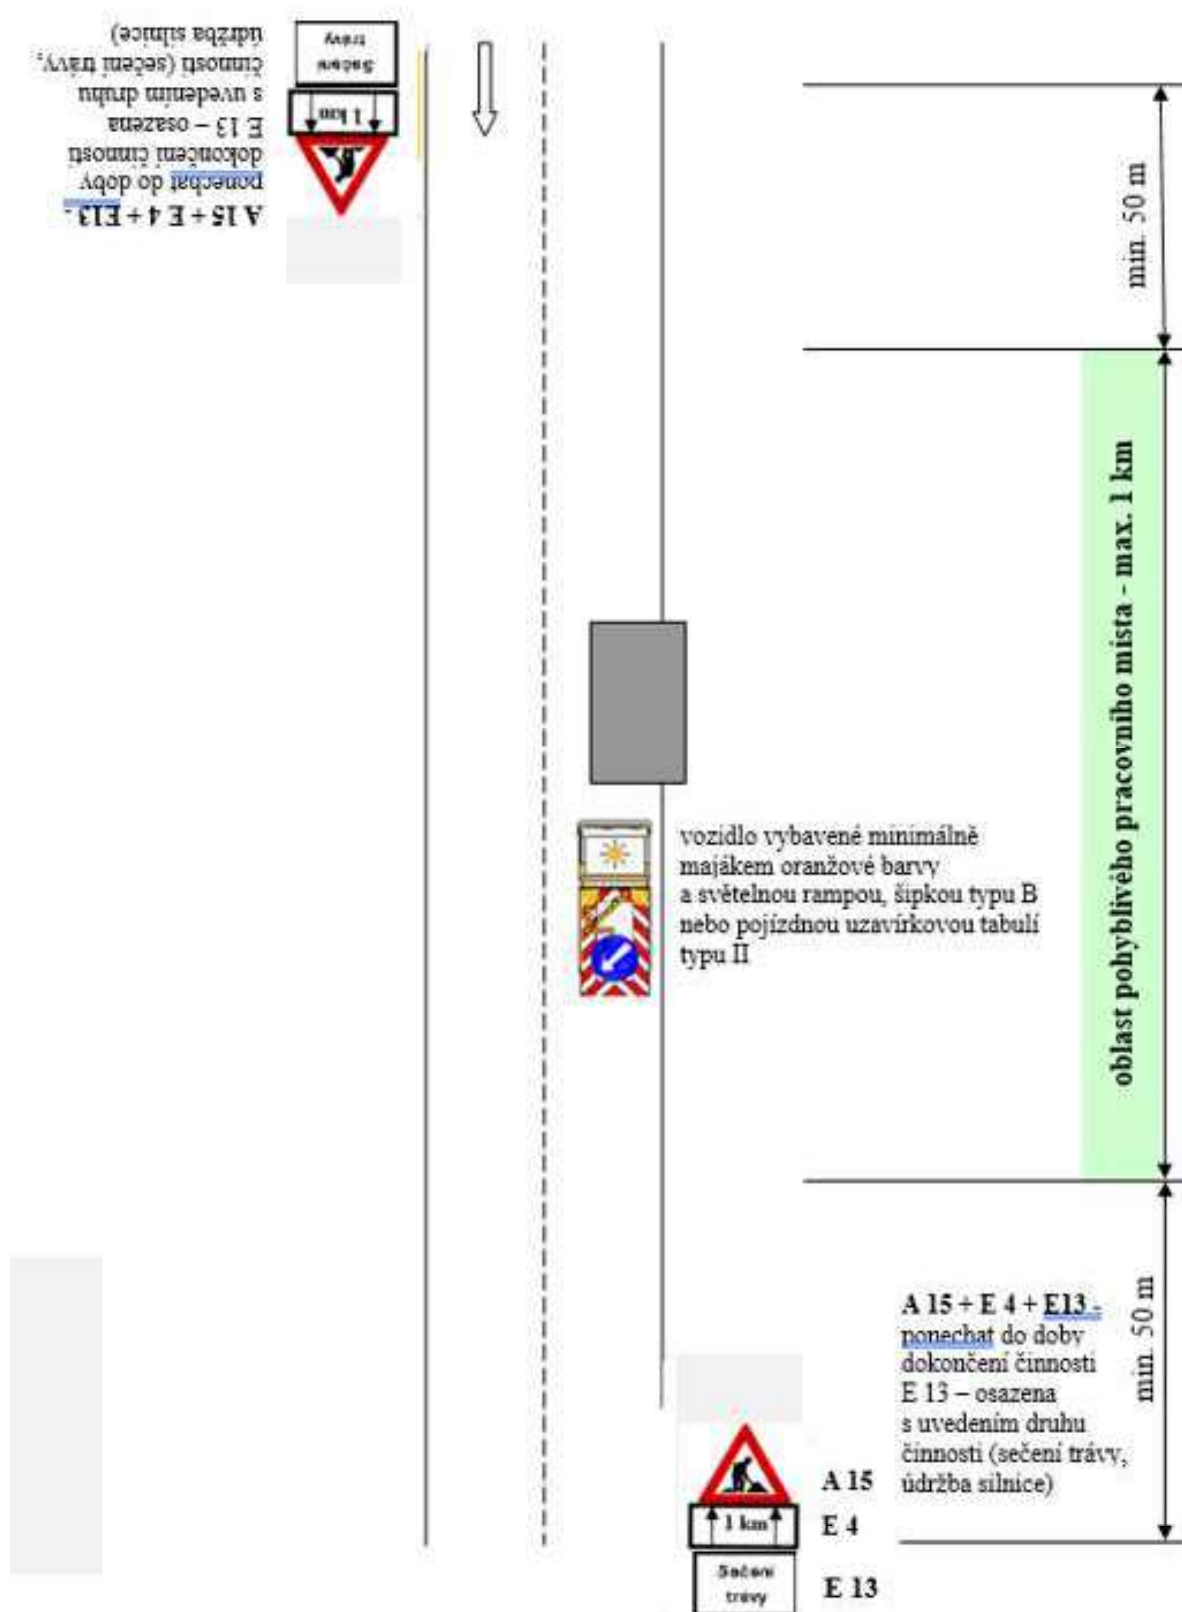 A 15 + E 4 + E13 -
ponechat do doby
dokončení činnosti
E 13 – osazena
s uvedením druhu
činnosti (sečení trávy,
údržba silnice)
1 km
Sečení
trávy
min. 50 m
oblast pohyblivého pracovního místa - max. 1 km
vozidlo vybavené minimálně
majákem oranžové barvy
a světelnou rampou, šipkou typu B
nebo pojízdnou uzavírkovou tabulí
typu II
min. 50 m
A 15 + E 4 + E13 -
ponechat do doby
dokončení činnosti
E 13 – osazena
s uvedením druhu
činnosti (sečení trávy,
údržba silnice)
A 15
1 km
E 4
Sečení
trávy
E 13